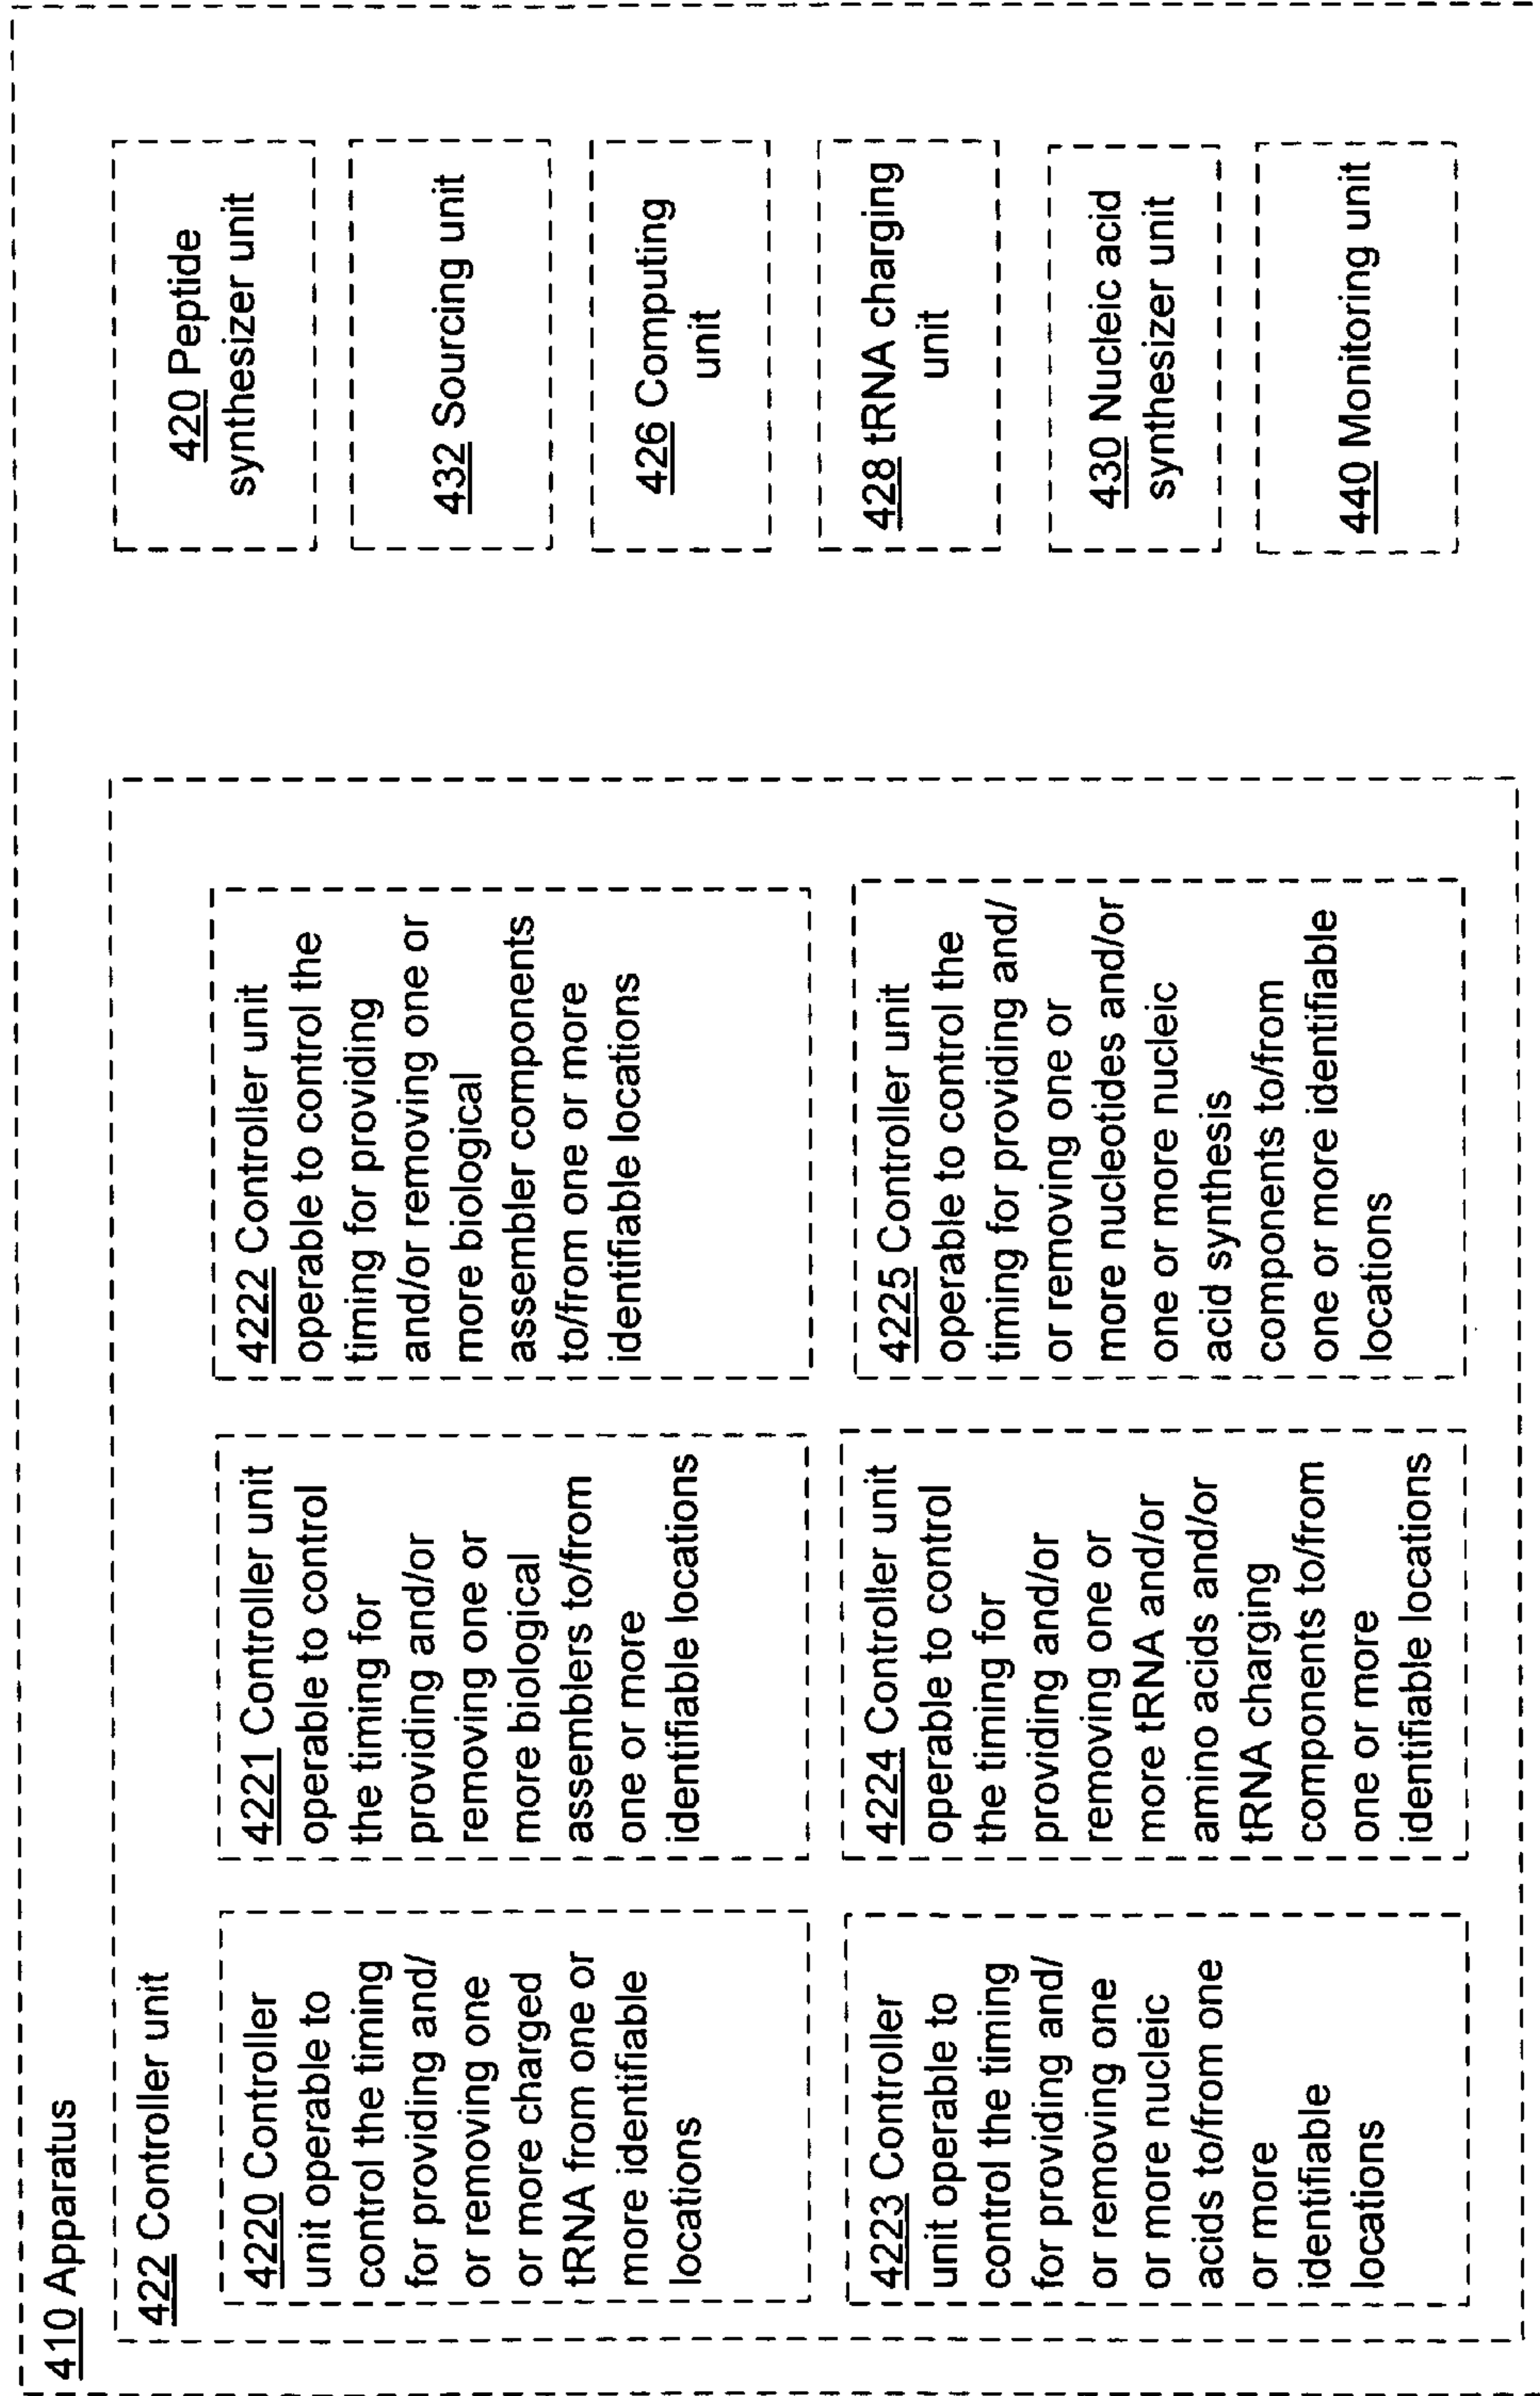 410 Apparatus
422 Controller unit
4220 Controller
unit operable to
control the timing
for providing and/
or removing one
or more charged
tRNA from one or
more identifiable
locations
4221 Controller unit
operable to control
the timing for
providing and/or
removing one or
more biological
assemblers to/from
one or more
identifiable locations
4222 Controller unit
operable to control the
timing for providing
and/or removing one or
more biological
assembler components
to/from one or more
identifiable locations
4223 Controller
unit operable to
control the timing
for providing and/
or removing one
or more nucleic
acids to/from one
or more
identifiable
locations
4224 Controller unit
operable to control
the timing for
providing and/or
removing one or
more tRNA and/or
amino acids and/or
tRNA charging
components to/from
one or more
identifiable locations
4225 Controller unit
operable to control the
timing for providing and/
or removing one or
more nucleotides and/or
one or more nucleic
acid synthesis
components to/from
one or more identifiable
locations
420 Peptide
synthesizer unit
432 Sourcing unit
426 Computing
unit
428 tRNA charging
unit
430 Nucleic acid
synthesizer unit
440 Monitoring unit